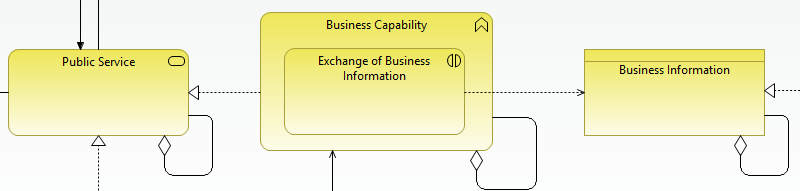 Public Service
Business Capability
Exchange of Business
Information
Business Information